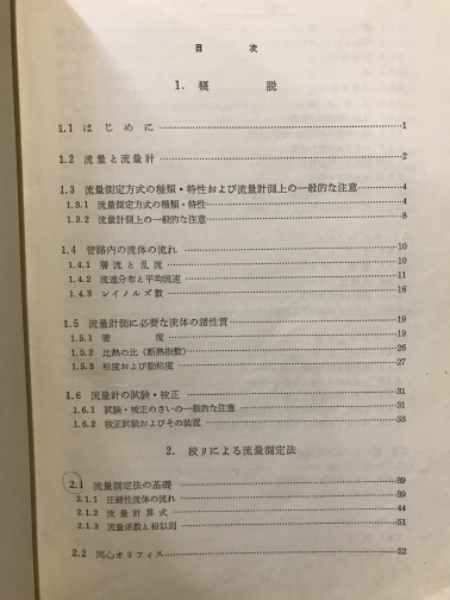 目 次
1. 概 説
1.1 はじめに 1
1.2 流量と流量計 2
1.3 流量測定方式の種類・特性および流量計測上の一般的な注意 4
1.3.1 流量測定方式の種類・特性 4
1.3.2 流量計測上の一般的な注意 8
1.4 管路内の流体の流れ 10
1.4.1 層流と乱流 10
1.4.2 流速分布と平均流速 11
1.4.3 レイノルズ数 16
1.5 流量計測に必要な流体の諸性質 19
1.5.1 密 度 19
1.5.2 比熱の比(断熱指数) 26
1.5.3 粘度および動粘度 27
1.6 流量計の試験・校正 31
1.6.1 試験・校正のさいの一般的な注意 31
1.6.2 校正試験およびその装置 33
2. 絞りによる流量測定法
2.1 流量測定法の基礎 39
2.1.1 圧縮性流体の流れ 39
2.1.2 流量計算式 44
2.1.3 流量係数と相似則 51
2.2 同心オリフィス 52